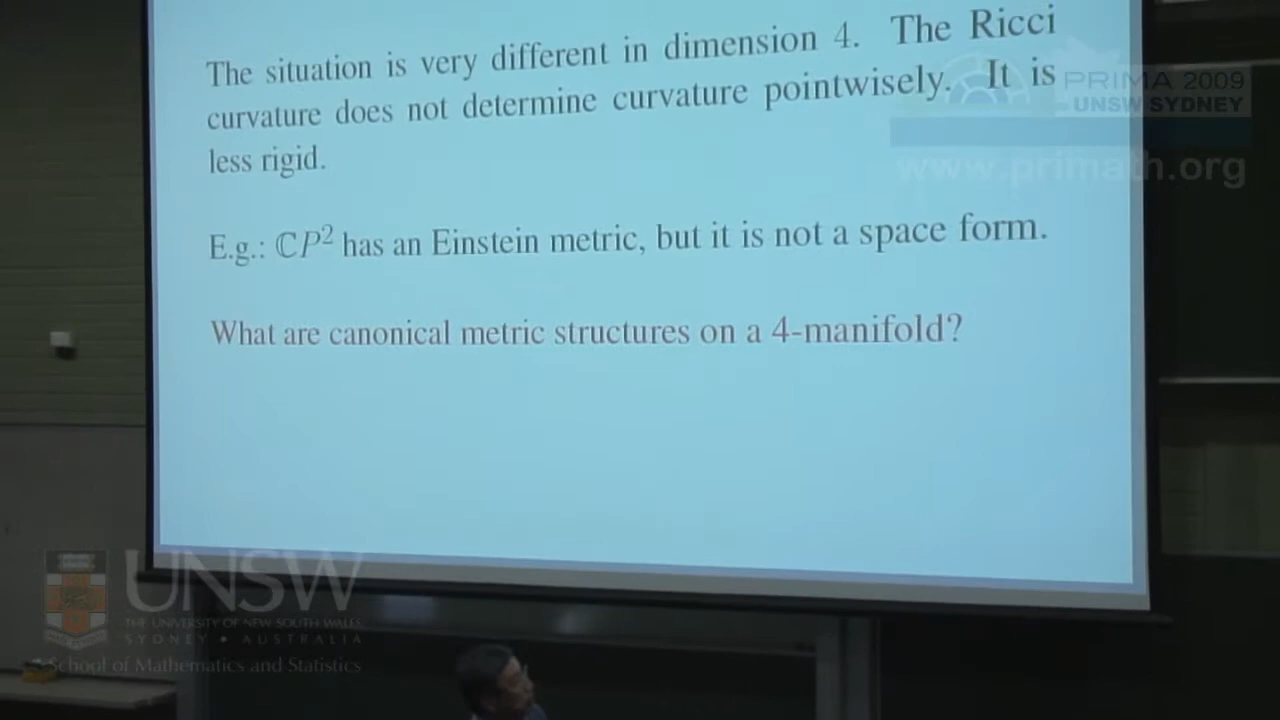 The situation is very different in dimension 4. The Ricci
curvature does not determine curvature pointwisely. It is
less rigid.
E.g.: ℂP² has an Einstein metric, but it is not a space form.
What are canonical metric structures on a 4-manifold?
PRIMA 2009
UNSW SYDNEY
www.primath.org
UNSW
THE UNIVERSITY OF NEW SOUTH WALES
SYDNEY • AUSTRALIA
School of Mathematics and Statistics